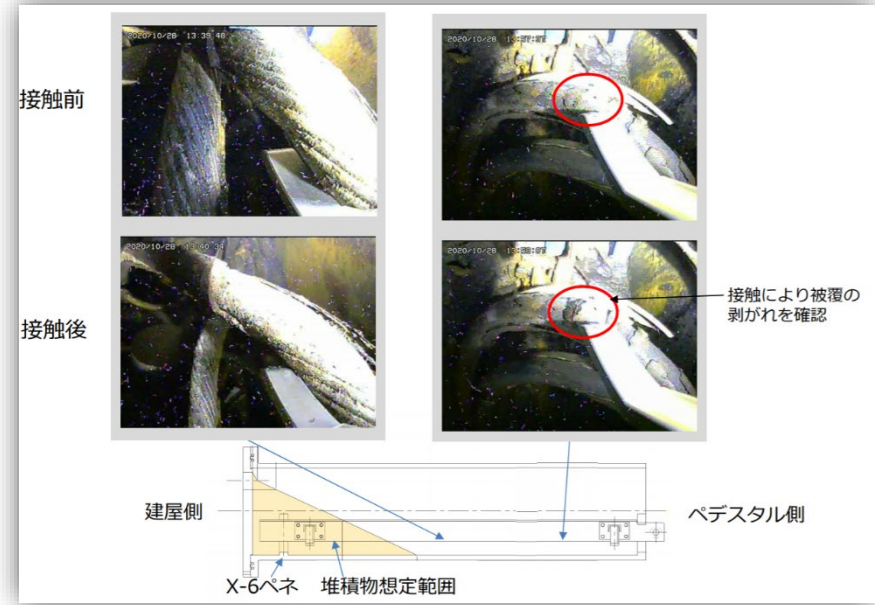 接触前
2020/10/28 13:39:48
接触後
2020/10/28 13:40:34
接触により被覆の
剥がれを確認
建屋側
ペデスタル側
X-6ペネ
堆積物想定範囲